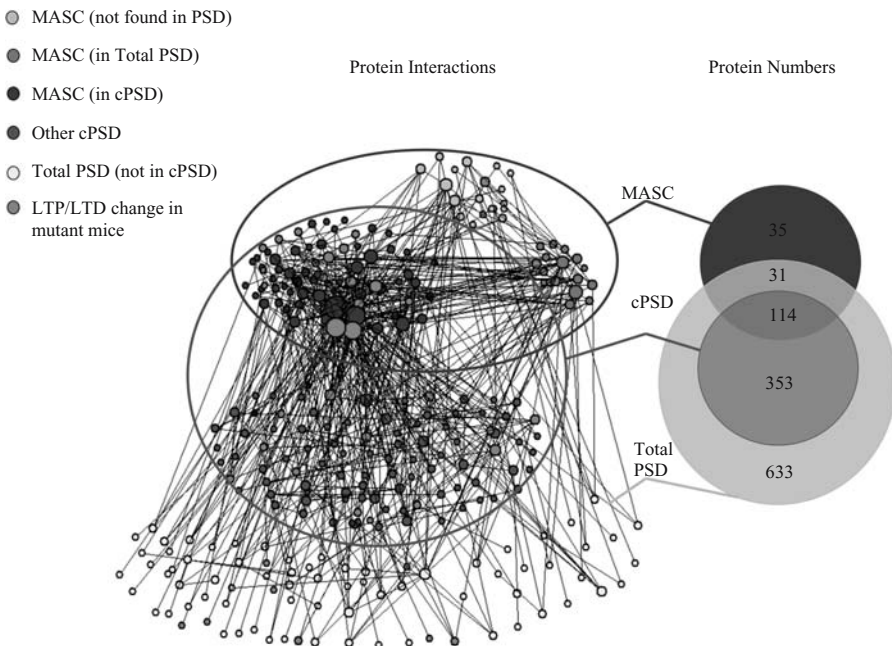 MASC (not found in PSD)
MASC (in Total PSD)
MASC (in cPSD)
Other cPSD
Total PSD (not in cPSD)
LTP/LTD change in
mutant mice
Protein Interactions
Protein Numbers
MASC
35
31
cPSD
114
353
Total
PSD
633